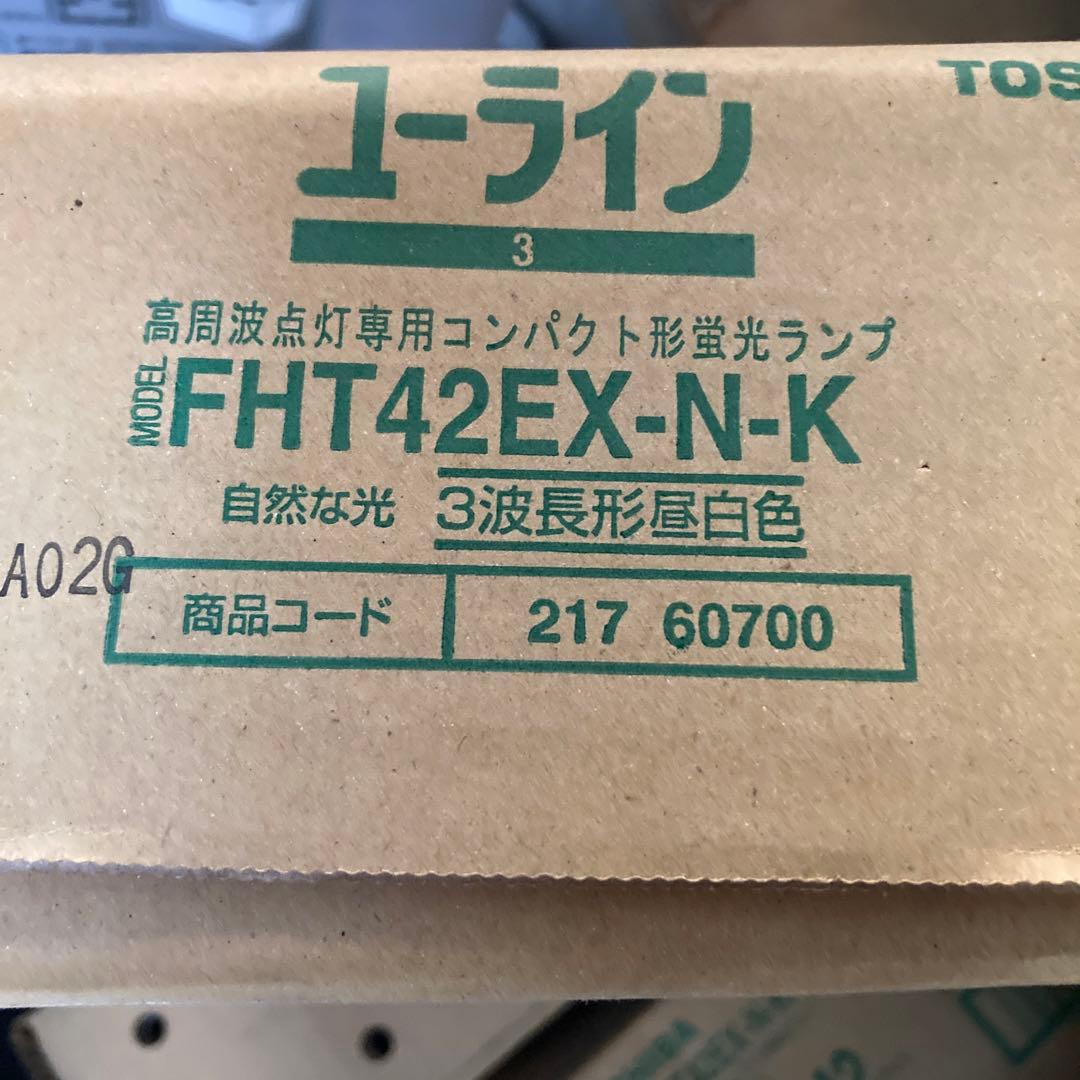 TOS
ユーライン
3
高周波点灯専用コンパクト形蛍光ランプ
MODEL FHT42EX-N-K
自然な光 3波長形昼白色
A02G
商品コード 217 60700